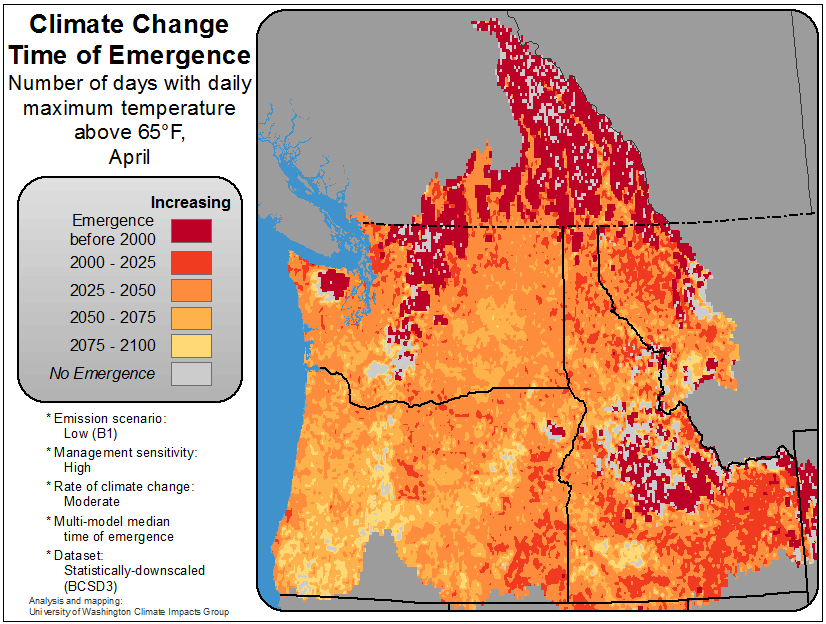 Climate Change
Time of Emergence
Number of days with daily
maximum temperature
above 65°F,
April
Increasing
Emergence
before 2000
2000 - 2025
2025 - 2050
2050 - 2075
2075 - 2100
No Emergence
* Emission scenario:
Low (B1)
* Management sensitivity:
High
* Rate of climate change:
Moderate
* Multi-model median
time of emergence
* Dataset:
Statistically-downscaled
(BCSD3)
Analysis and mapping:
University of Washington Climate Impacts Group